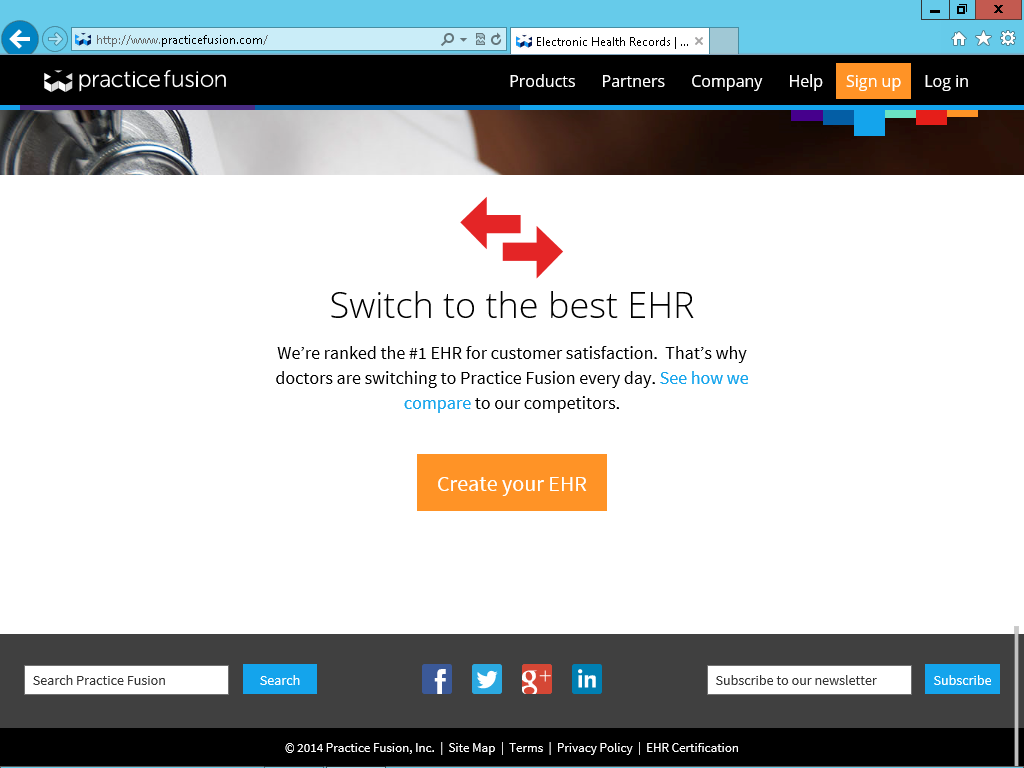 http://www.practicefusion.com/
Electronic Health Records | ...
practice fusion
Products Partners Company Help Sign up Log in
Switch to the best EHR
We’re ranked the #1 EHR for customer satisfaction. That’s why
doctors are switching to Practice Fusion every day. See how we
compare to our competitors.
Create your EHR
Search Practice Fusion Search f g+ in Subscribe to our newsletter Subscribe
© 2014 Practice Fusion, Inc. | Site Map | Terms | Privacy Policy | EHR Certification